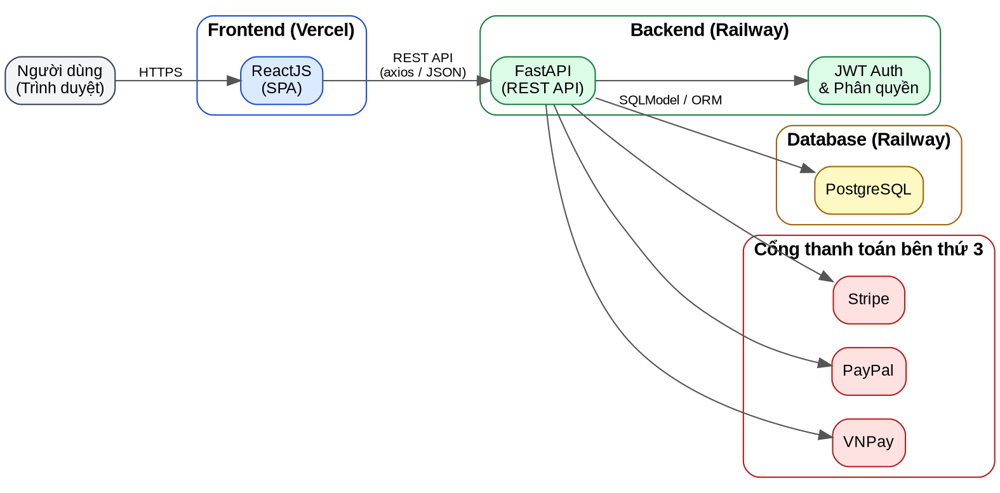 Frontend (Vercel)
Backend (Railway)
Người dùng
(Trình duyệt)
HTTPS
ReactJS
(SPA)
REST API
(axios / JSON)
FastAPI
(REST API)
JWT Auth
& Phân quyền
SQLModel / ORM
Database (Railway)
PostgreSQL
Cổng thanh toán bên thứ 3
Stripe
PayPal
VNPay